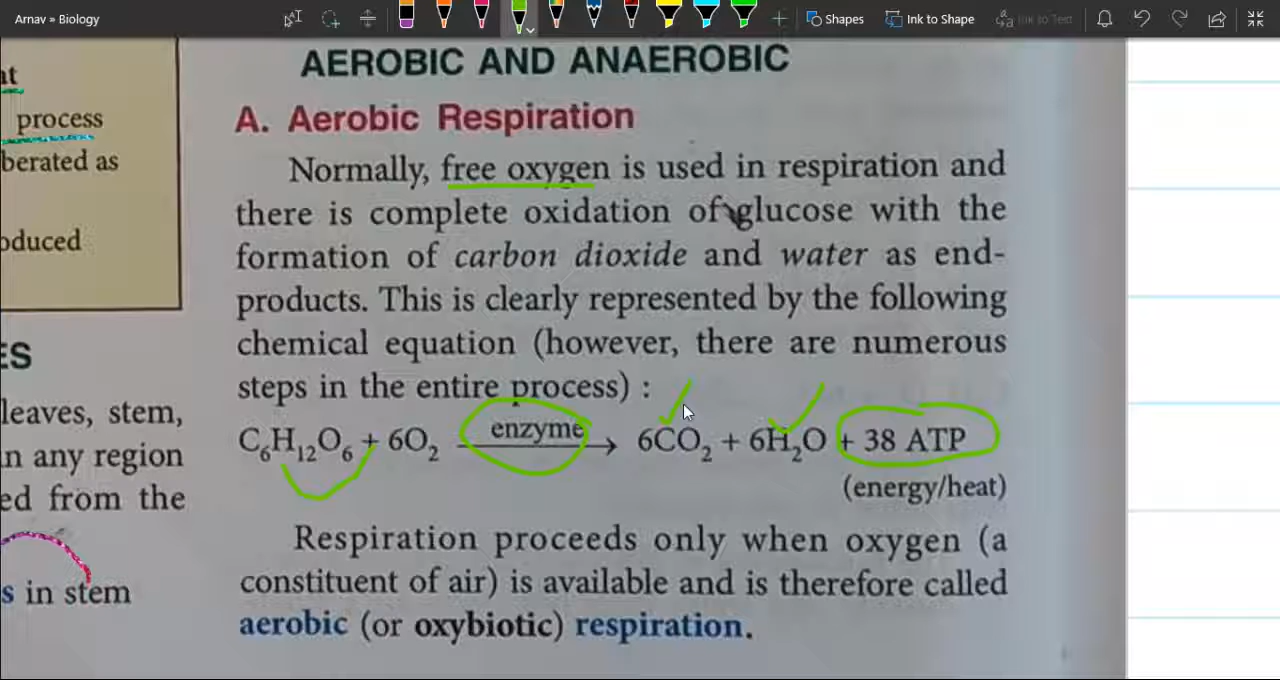 Arnav » Biology
Shapes
Ink to Shape
Ink to Text
at
process
berated as
oduced
ES
leaves, stem,
n any region
ed from the
s in stem
AEROBIC AND ANAEROBIC
A. Aerobic Respiration
Normally, free oxygen is used in respiration and
there is complete oxidation of glucose with the
formation of carbon dioxide and water as end-
products. This is clearly represented by the following
chemical equation (however, there are numerous
steps in the entire process) :
C₆H₁₂O₆ + 6O₂ enzyme → 6CO₂ + 6H₂O + 38 ATP
(energy/heat)
Respiration proceeds only when oxygen (a
constituent of air) is available and is therefore called
aerobic (or oxybiotic) respiration.